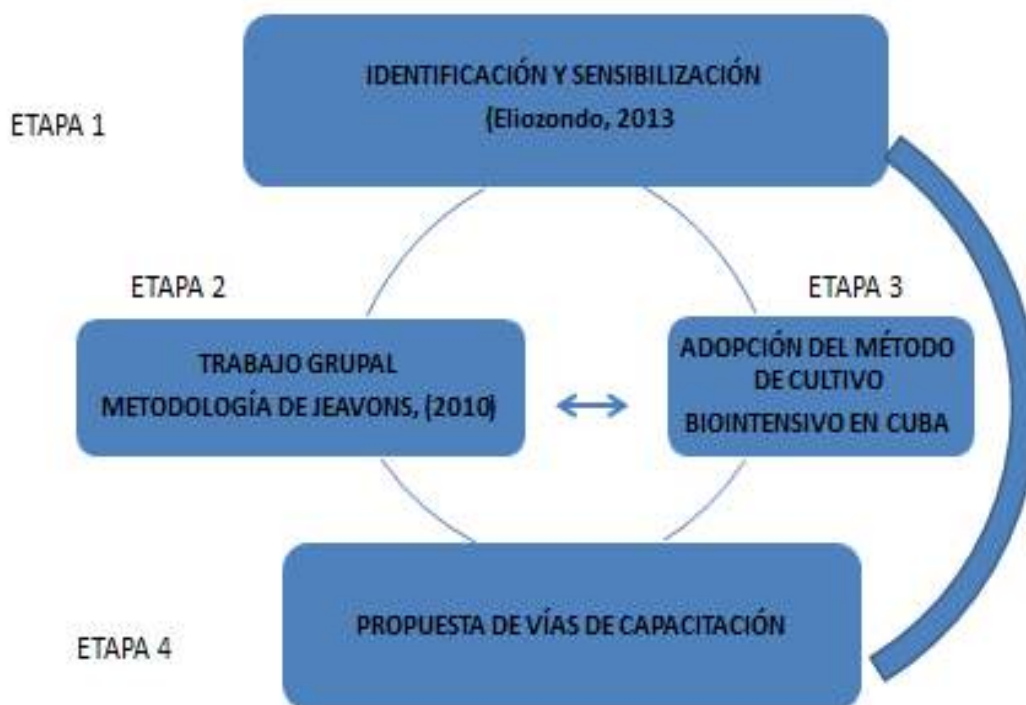 ETAPA 1
IDENTIFICACIÓN Y SENSIBILIZACIÓN
(Eliozondo, 2013
ETAPA 2
TRABAJO GRUPAL
METODOLOGÍA DE JEAVONS, (2010)
ETAPA 3
ADOPCIÓN DEL MÉTODO
DE CULTIVO
BIOINTENSIVO EN CUBA
ETAPA 4
PROPUESTA DE VÍAS DE CAPACITACIÓN